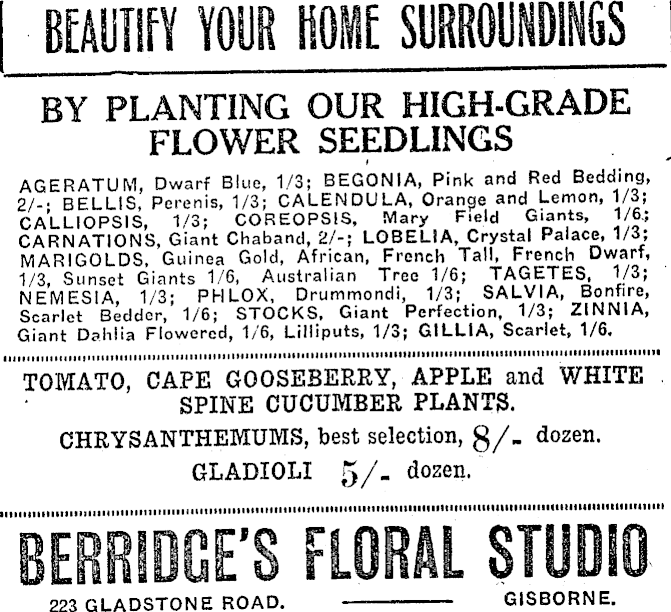 BEAUTIFY YOUR HOME SURROUNDINGS
BY PLANTING OUR HIGH-GRADE
FLOWER SEEDLINGS
AGERATUM, Dwarf Blue, 1/3; BEGONIA, Pink and Red Bedding,
2/-; BELLIS, Perenis, 1/3; CALENDULA, Orange and Lemon, 1/3;
CALLIOPSIS, 1/3; COREOPSIS, Mary Field Giants, 1/6;
CARNATIONS, Giant Chaband, 2/-; LOBELIA, Crystal Palace, 1/3;
MARIGOLDS, Guinea Gold, African, French Tall, French Dwarf,
1/3, Sunset Giants 1/6, Australian Tree 1/6; TAGETES, 1/3;
NEMESIA, 1/3; PHLOX, Drummondi, 1/3; SALVIA, Bonfire,
Scarlet Bedder, 1/6; STOCKS, Giant Perfection, 1/3; ZINNIA,
Giant Dahlia Flowered, 1/6, Lilliputs, 1/3; GILLIA, Scarlet, 1/6.
TOMATO, CAPE GOOSEBERRY, APPLE and WHITE
SPINE CUCUMBER PLANTS.
CHRYSANTHEMUMS, best selection, 8/- dozen.
GLADIOLI 5/- dozen.
BERRIDGE'S FLORAL STUDIO
223 GLADSTONE ROAD. GISBORNE.